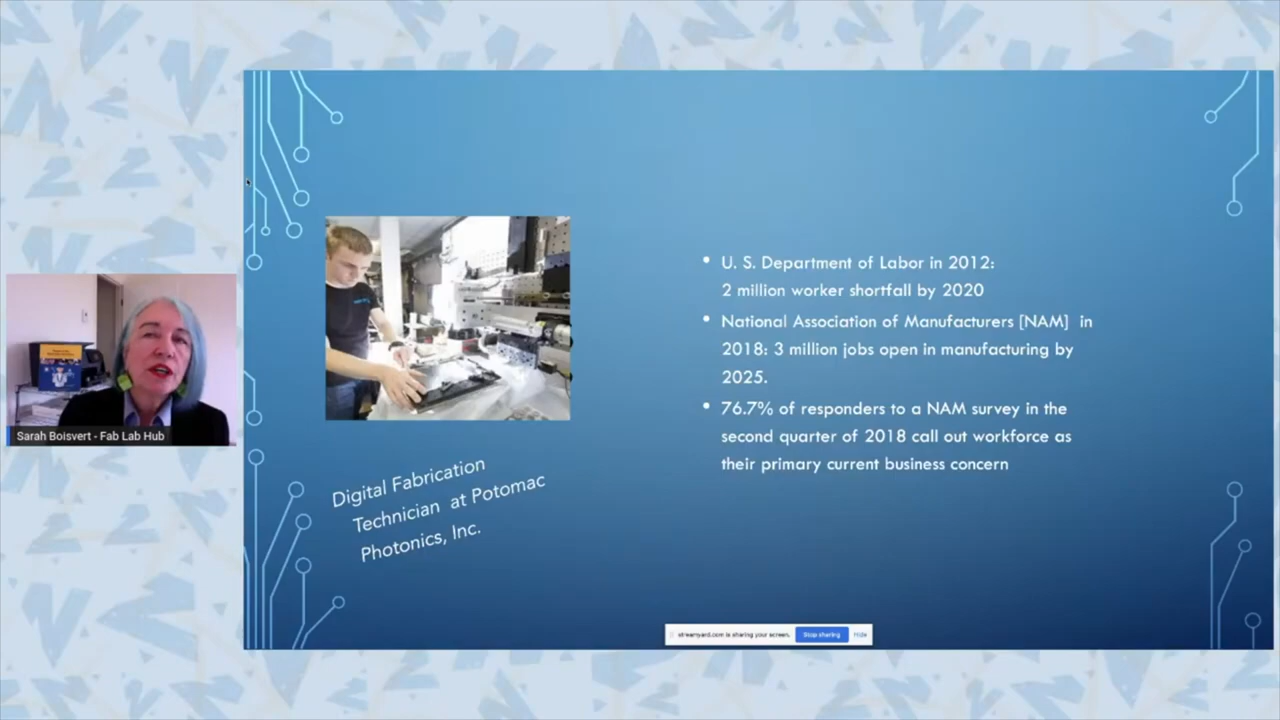 U. S. Department of Labor in 2012:
2 million worker shortfall by 2020
National Association of Manufacturers [NAM] in
2018: 3 million jobs open in manufacturing by
2025.
76.7% of responders to a NAM survey in the
second quarter of 2018 call out workforce as
their primary current business concern
Digital Fabrication
Technician at Potomac
Photonics, Inc.
Sarah Boisvert - Fab Lab Hub
streamyard.com is sharing your screen.
Stop sharing
Hide